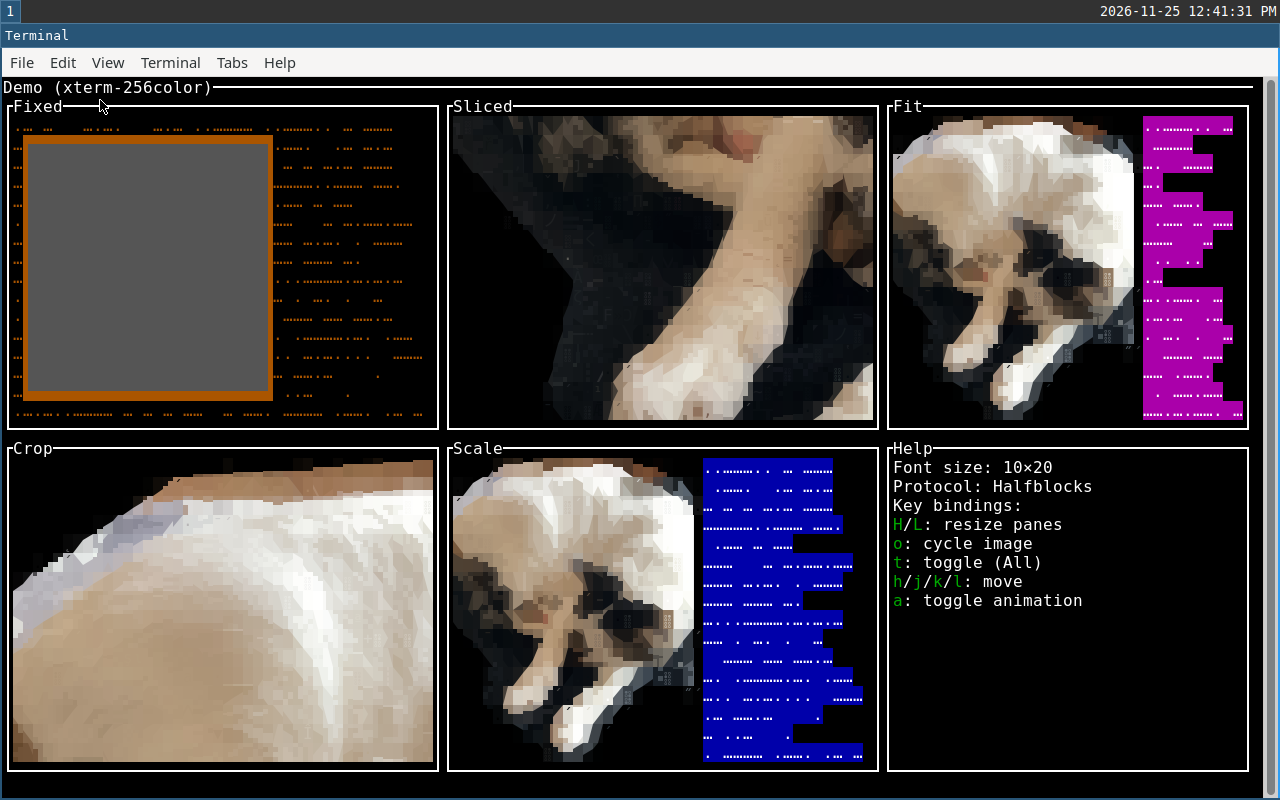 1
2026-11-25 12:41:31 PM
Terminal
File Edit View Terminal Tabs Help
Demo (xterm-256color)
Fixed
Sliced
Fit
Crop
Scale
Help
Font size: 10×20
Protocol: Halfblocks
Key bindings:
H/L: resize panes
o: cycle image
t: toggle (All)
h/j/k/l: move
a: toggle animation